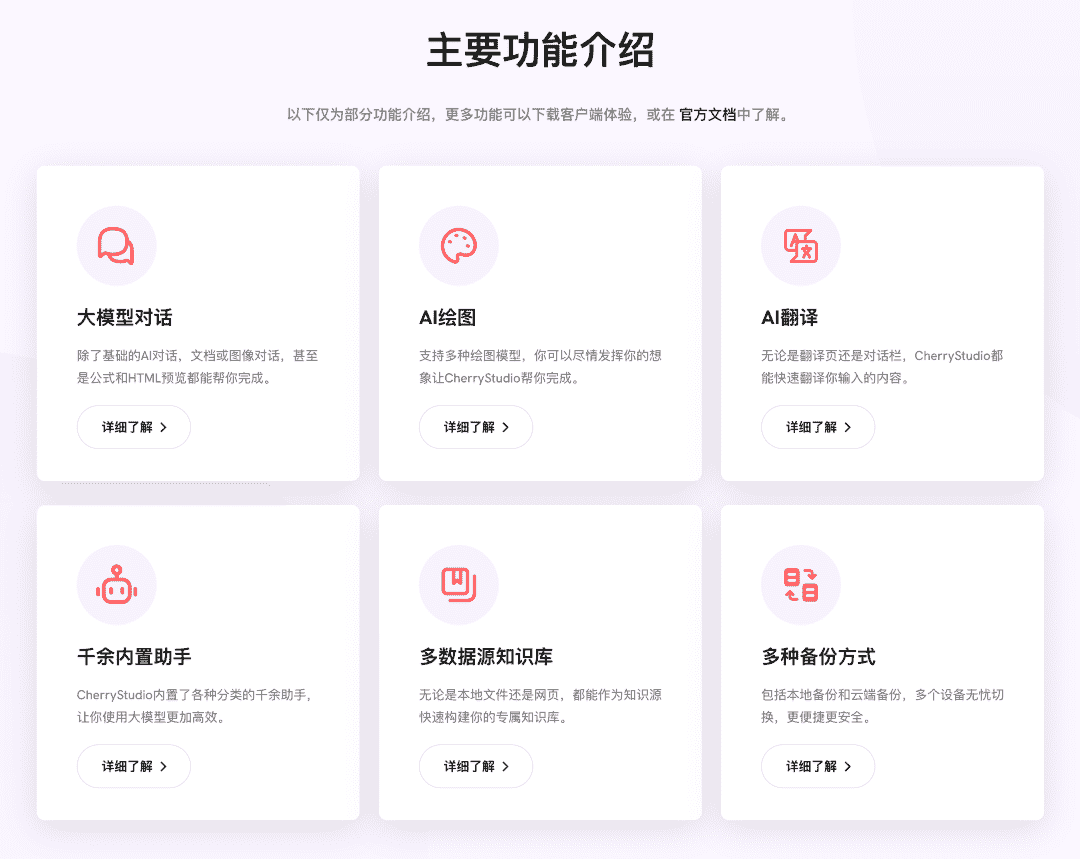 主要功能介绍
以下仅为部分功能介绍，更多功能可以下载客户端体验，或在 官方文档中了解。
大模型对话
除了基础的AI对话，文档或图像对话，甚至
是公式和HTML预览都能帮你完成。
详细了解
AI绘图
支持多种绘图模型，你可以尽情发挥你的想
象让CherryStudio帮你完成。
详细了解
AI翻译
无论是翻译页还是对话栏，CherryStudio都
能快速翻译你输入的内容。
详细了解
千余内置助手
CherryStudio内置了各种分类的千余助手，
让你使用大模型更加高效。
详细了解
多数据源知识库
无论是本地文件还是网页，都能作为知识源
快速构建你的专属知识库。
详细了解
多种备份方式
包括本地备份和云端备份，多个设备无忧切
换，更便捷更安全。
详细了解